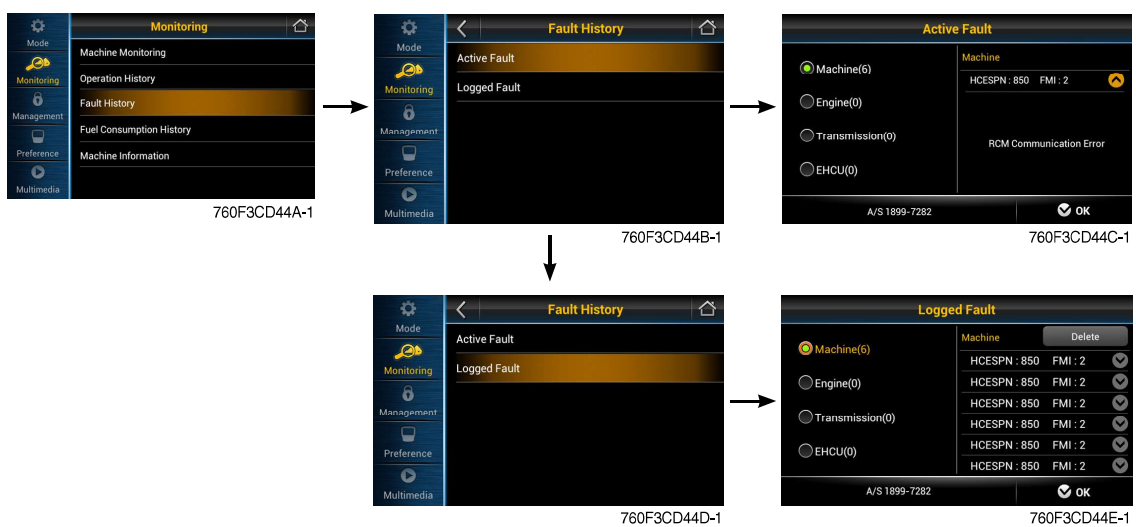 Mode
Monitoring
Management
Preference
Multimedia
Monitoring
Machine Monitoring
Operation History
Fault History
Fuel Consumption History
Machine Information
760F3CD44A-1
Mode
Monitoring
Management
Preference
Multimedia
Fault History
Active Fault
Logged Fault
760F3CD44B-1
Active Fault
Machine(6)
Engine(0)
Transmission(0)
EHCU(0)
Machine
HCESPN : 850 FMI : 2
RCM Communication Error
A/S 1899-7282
OK
760F3CD44C-1
Mode
Monitoring
Management
Preference
Multimedia
Fault History
Active Fault
Logged Fault
760F3CD44D-1
Logged Fault
Machine(6)
Engine(0)
Transmission(0)
EHCU(0)
Machine Delete
HCESPN : 850 FMI : 2
HCESPN : 850 FMI : 2
HCESPN : 850 FMI : 2
HCESPN : 850 FMI : 2
HCESPN : 850 FMI : 2
HCESPN : 850 FMI : 2
A/S 1899-7282
OK
760F3CD44E-1